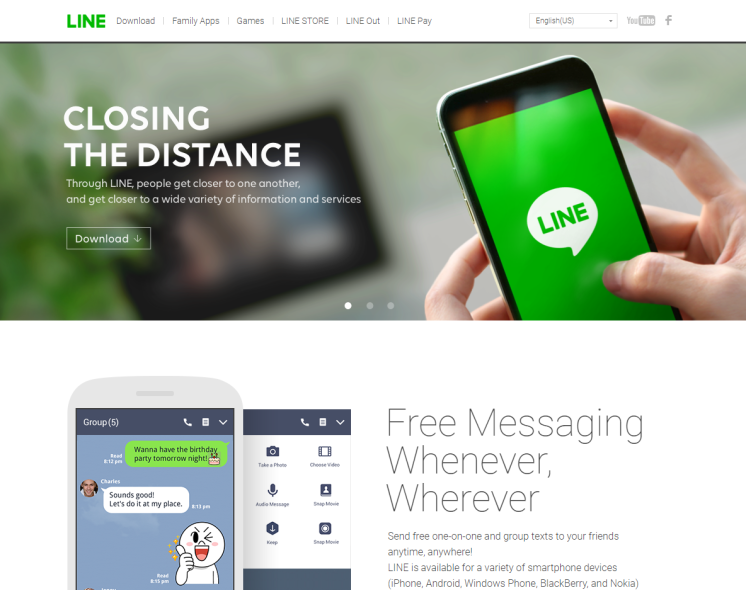 LINE
Download
Family Apps
Games
LINE STORE
LINE Out
LINE Pay
English(US)
YouTube
f
CLOSING
THE DISTANCE
Through LINE, people get closer to one another,
and get closer to a wide variety of information and services
Download ↓
LINE
Group (5)
Wanna have the birthday
party tomorrow night!
Read
8:12 pm
Charles
Sounds good!
Let's do it at my place.
8:13 pm
Read
8:15 pm
Take a Photo
Choose Video
Audio Message
Snap Movie
Keep
Snap Movie
Free Messaging
Whenever,
Wherever
Send free one-on-one and group texts to your friends
anytime, anywhere!
LINE is available for a variety of smartphone devices
(iPhone, Android, Windows Phone, BlackBerry, and Nokia)